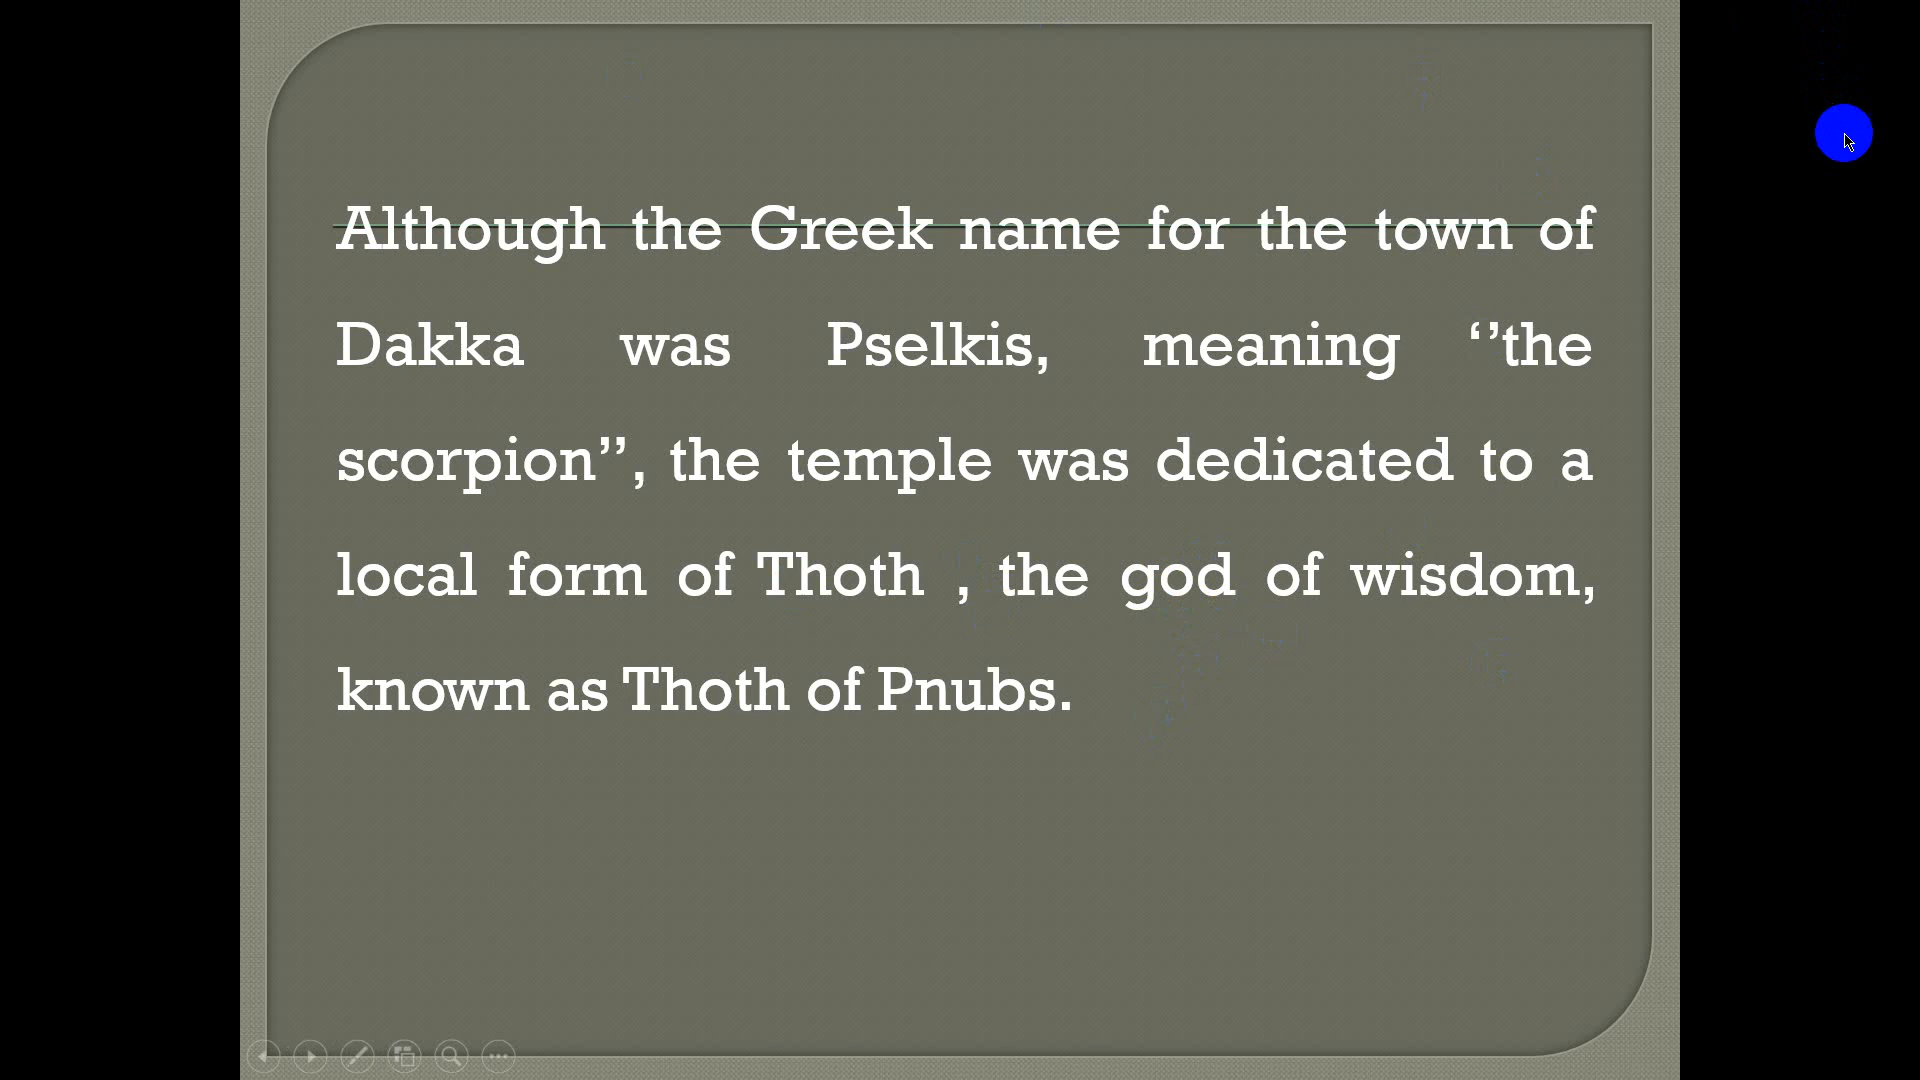 Although the Greek name for the town of
Dakka was Pselkis, meaning ‘’the
scorpion’’, the temple was dedicated to a
local form of Thoth , the god of wisdom,
known as Thoth of Pnubs.